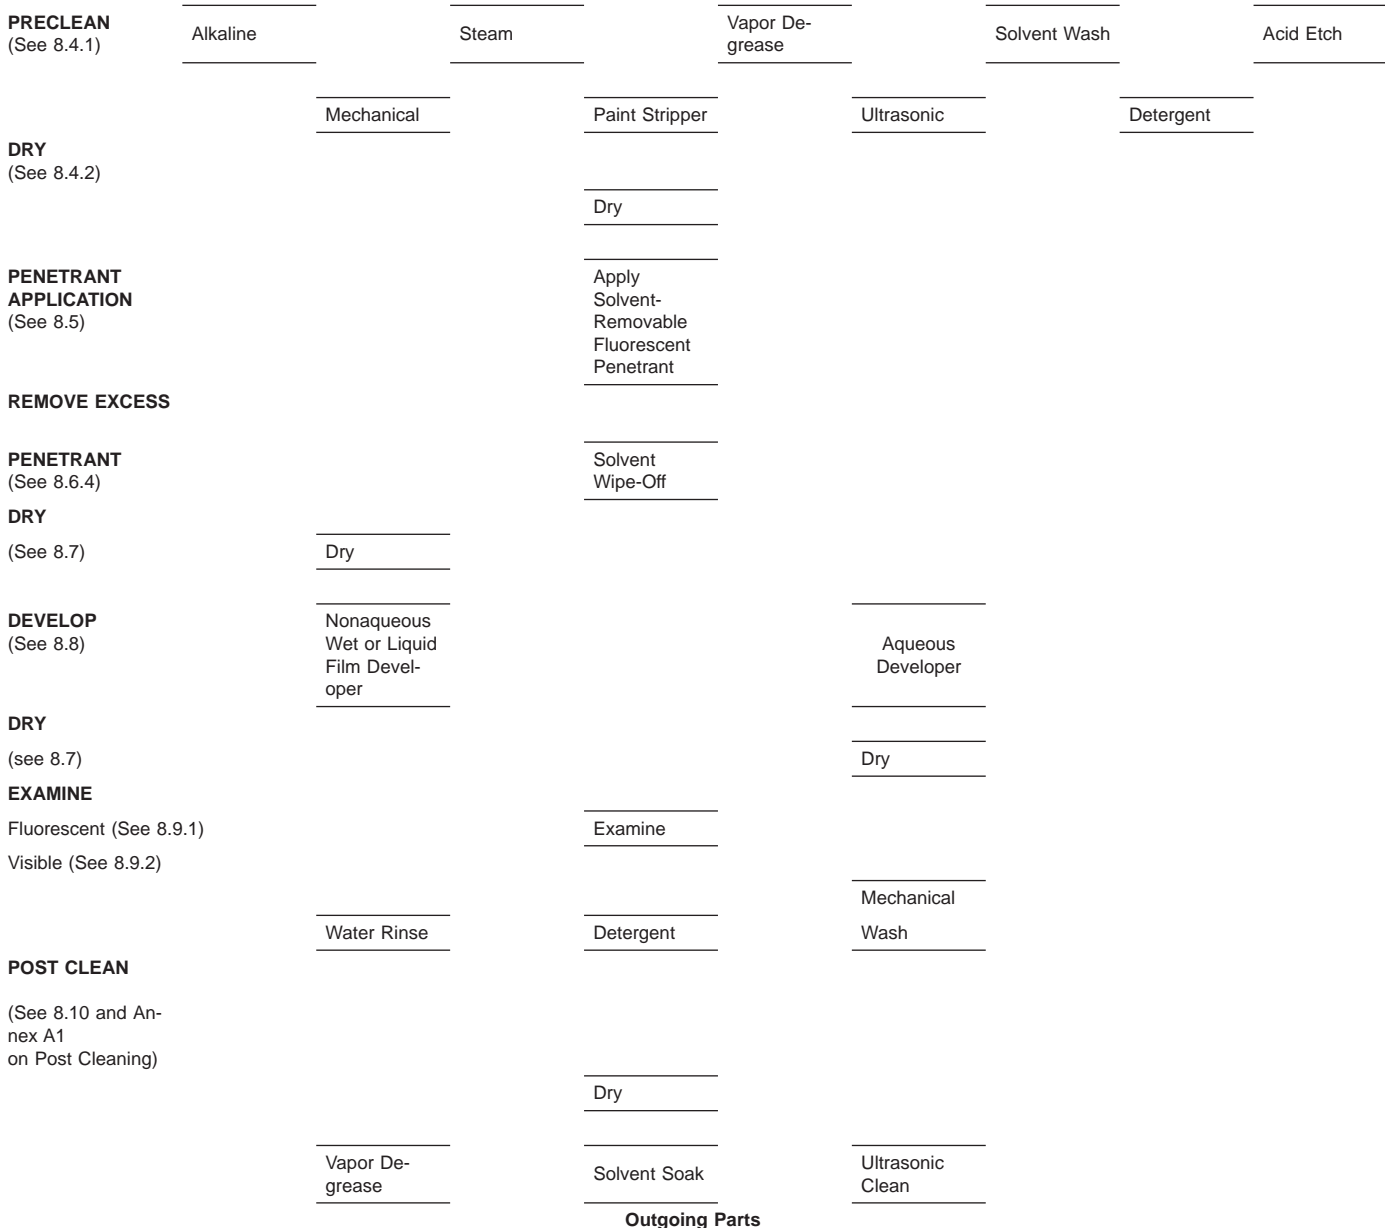 PRECLEAN
(See 8.4.1)
Alkaline
Steam
Vapor De-
grease
Solvent Wash
Acid Etch
Mechanical
Paint Stripper
Ultrasonic
Detergent
DRY
(See 8.4.2)
Dry
PENETRANT
APPLICATION
(See 8.5)
Apply
Solvent-
Removable
Fluorescent
Penetrant
REMOVE EXCESS
PENETRANT
(See 8.6.4)
Solvent
Wipe-Off
DRY
(See 8.7)
Dry
DEVELOP
(See 8.8)
Nonaqueous
Wet or Liquid
Film Devel-
oper
Aqueous
Developer
DRY
(see 8.7)
Dry
EXAMINE
Fluorescent (See 8.9.1)
Examine
Visible (See 8.9.2)
Mechanical
Water Rinse
Detergent
Wash
POST CLEAN
(See 8.10 and An-
nex A1
on Post Cleaning)
Dry
Vapor De-
grease
Solvent Soak
Ultrasonic
Clean
Outgoing Parts